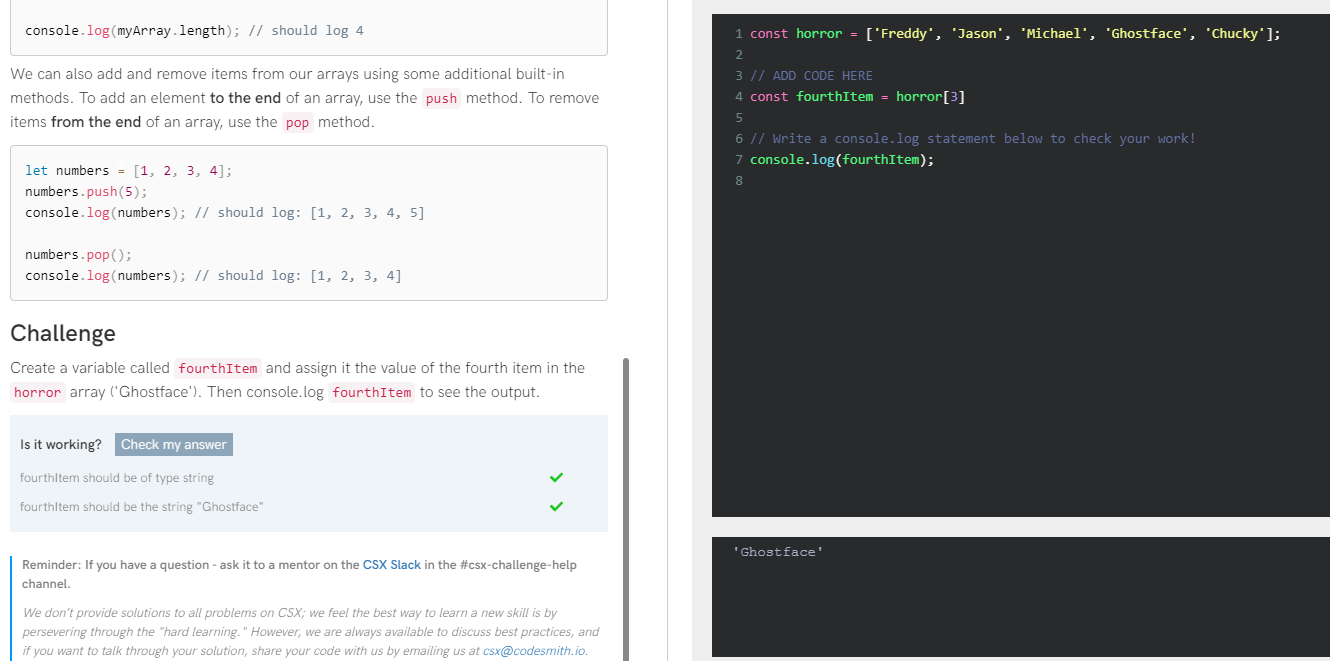 console.log(myArray.length); // should log 4
We can also add and remove items from our arrays using some additional built-in
methods. To add an element to the end of an array, use the push method. To remove
items from the end of an array, use the pop method.
let numbers = [1, 2, 3, 4];
numbers.push(5);
console.log(numbers); // should log: [1, 2, 3, 4, 5]
numbers.pop();
console.log(numbers); // should log: [1, 2, 3, 4]
Challenge
Create a variable called fourthItem and assign it the value of the fourth item in the
horror array ('Ghostface'). Then console.log fourthItem to see the output.
Is it working? Check my answer
fourthItem should be of type string
fourthItem should be the string "Ghostface"
Reminder: If you have a question - ask it to a mentor on the CSX Slack in the #csx-challenge-help
channel.
We don't provide solutions to all problems on CSX; we feel the best way to learn a new skill is by
persevering through the "hard learning." However, we are always available to discuss best practices, and
if you want to talk through your solution, share your code with us by emailing us at csx@codesmith.io.
1 const horror = ['Freddy', 'Jason', 'Michael', 'Ghostface', 'Chucky'];
2
3 // ADD CODE HERE
4 const fourthItem = horror[3]
5
6 // Write a console.log statement below to check your work!
7 console.log(fourthItem);
8
'Ghostface'